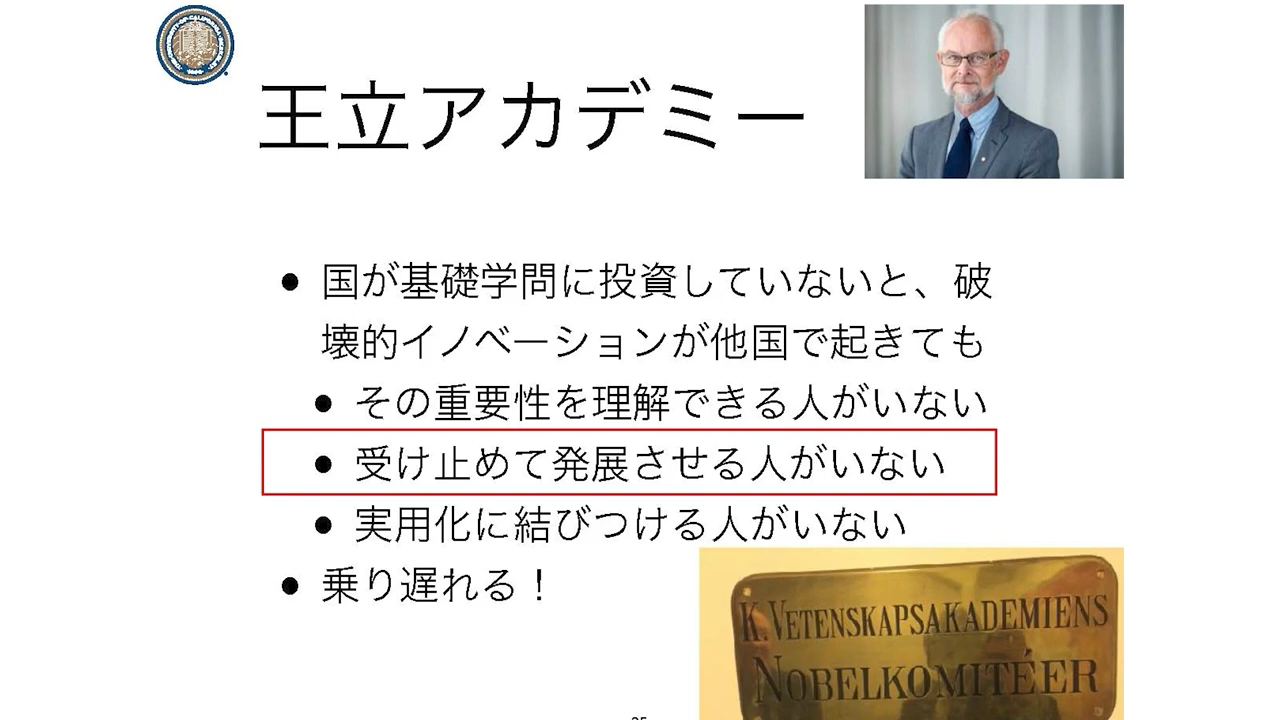 王立アカデミー
● 国が基礎学問に投資していないと、破
壊的イノベーションが他国で起きても
● その重要性を理解できる人がいない
● 受け止めて発展させる人がいない
● 実用化に結びつける人がいない
● 乗り遅れる！
K. VETENSKAPSAKADEMIENS
NOBELKOMITÉER